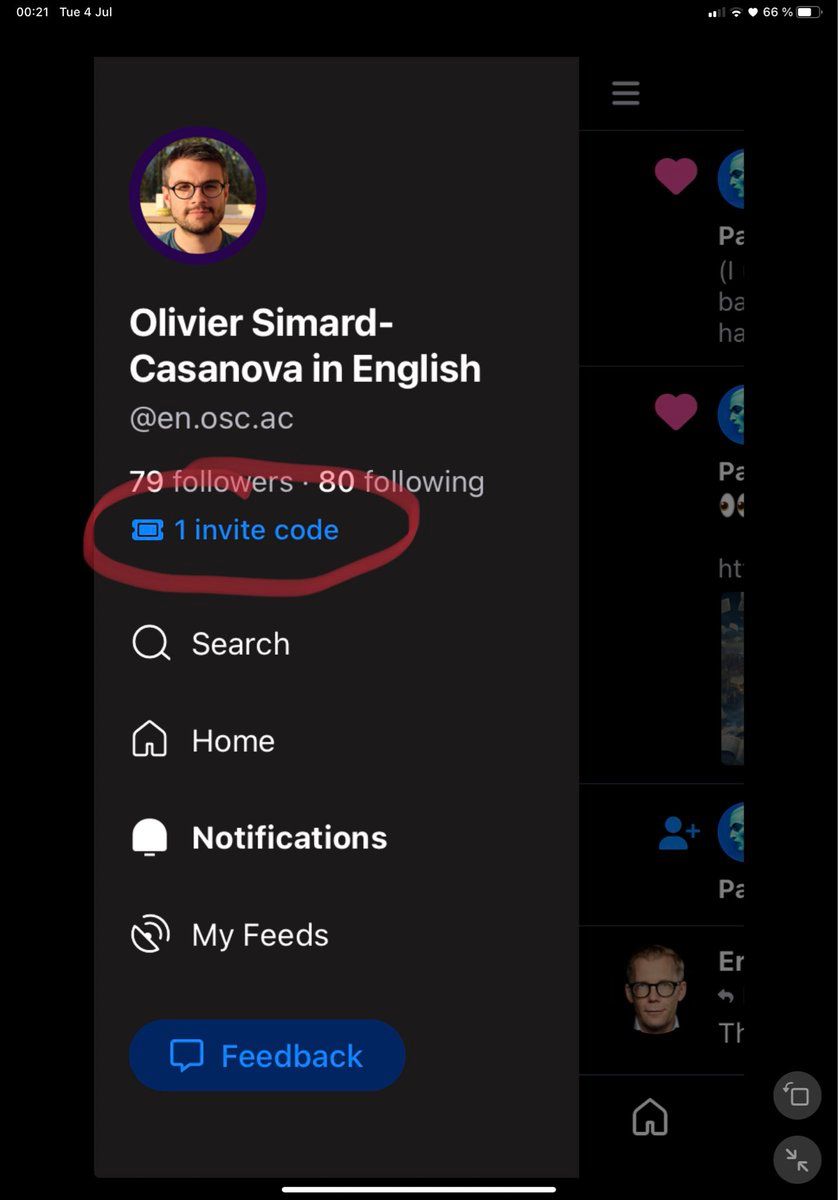 00:21 Tue 4 Jul
66 %
Olivier Simard-
Casanova in English
@en.osc.ac
79 followers · 80 following
1 invite code
Search
Home
Notifications
My Feeds
Feedback
Pa
(I
ba
ha
Pa
ht
Pa
Er
Th